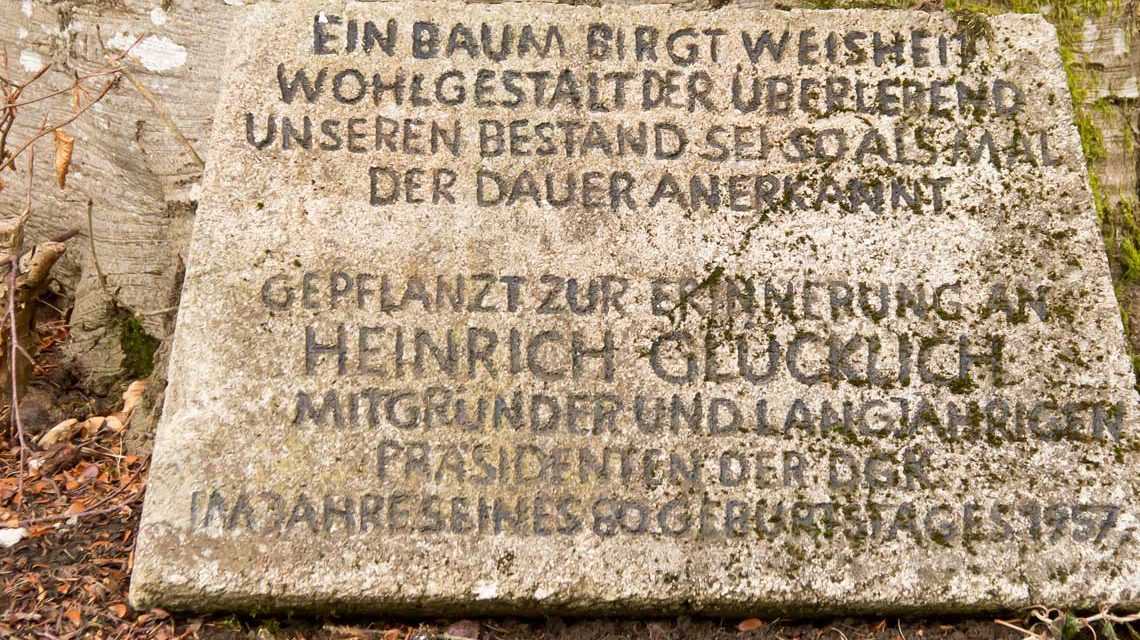 EIN BAUM BIRGT WEISHEIT
WOHLGESTALT DER ÜBERLEBEND
UNSEREN BESTAND SEI SO ALS MAL
DER DAUER ANERKANNT
GEPFLANZT ZUR ERINNERUNG AN
HEINRICH GLÜCKLICH
MITGRÜNDER UND LANGJÄHRIGEN
PRÄSIDENTEN DER DGK
IM JAHRE SEINES 80. GEBURTSTAGES 1957